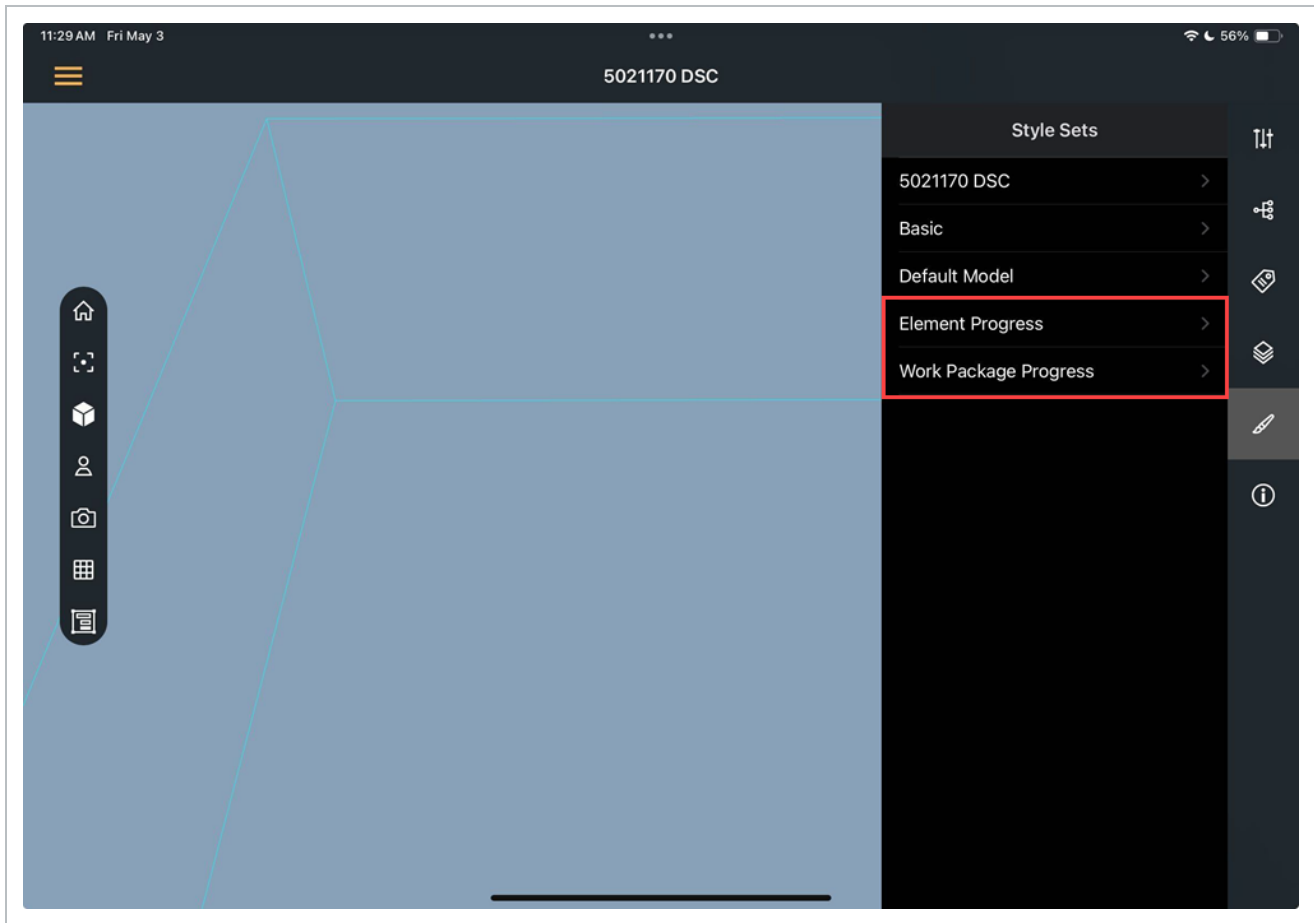 11:29 AM Fri May 3
56%
5021170 DSC
Style Sets
5021170 DSC
Basic
Default Model
Element Progress
Work Package Progress